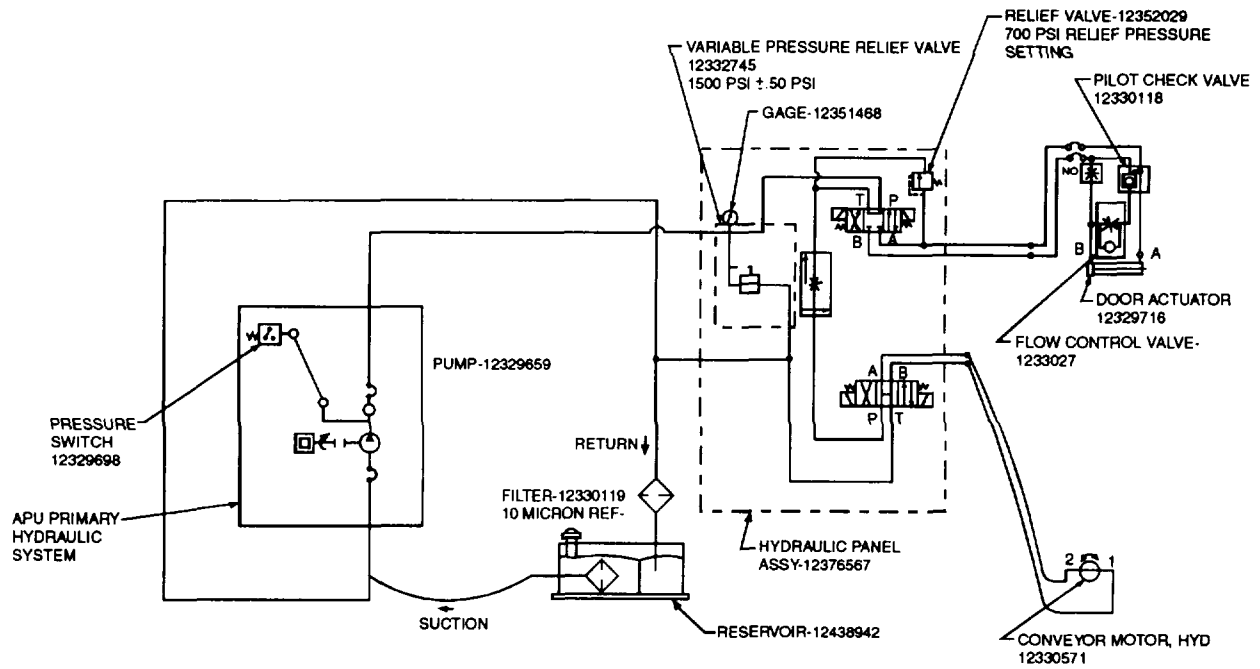 RELIEF VALVE-12352029
700 PSI RELIEF PRESSURE
SETTING
VARIABLE PRESSURE RELIEF VALVE
12332745
1500 PSI ±.50 PSI
GAGE-12351468
PILOT CHECK VALVE
12330118
NO
T P
B A
B A
DOOR ACTUATOR
12329716
FLOW CONTROL VALVE-
1233027
PUMP-12329659
A B
P T
PRESSURE
SWITCH
12329698
RETURN
FILTER-12330119
10 MICRON REF-
APU PRIMARY
HYDRAULIC
SYSTEM
HYDRAULIC PANEL
ASSY-12376567
2 1
SUCTION
RESERVOIR-12438942
CONVEYOR MOTOR, HYD
12330571